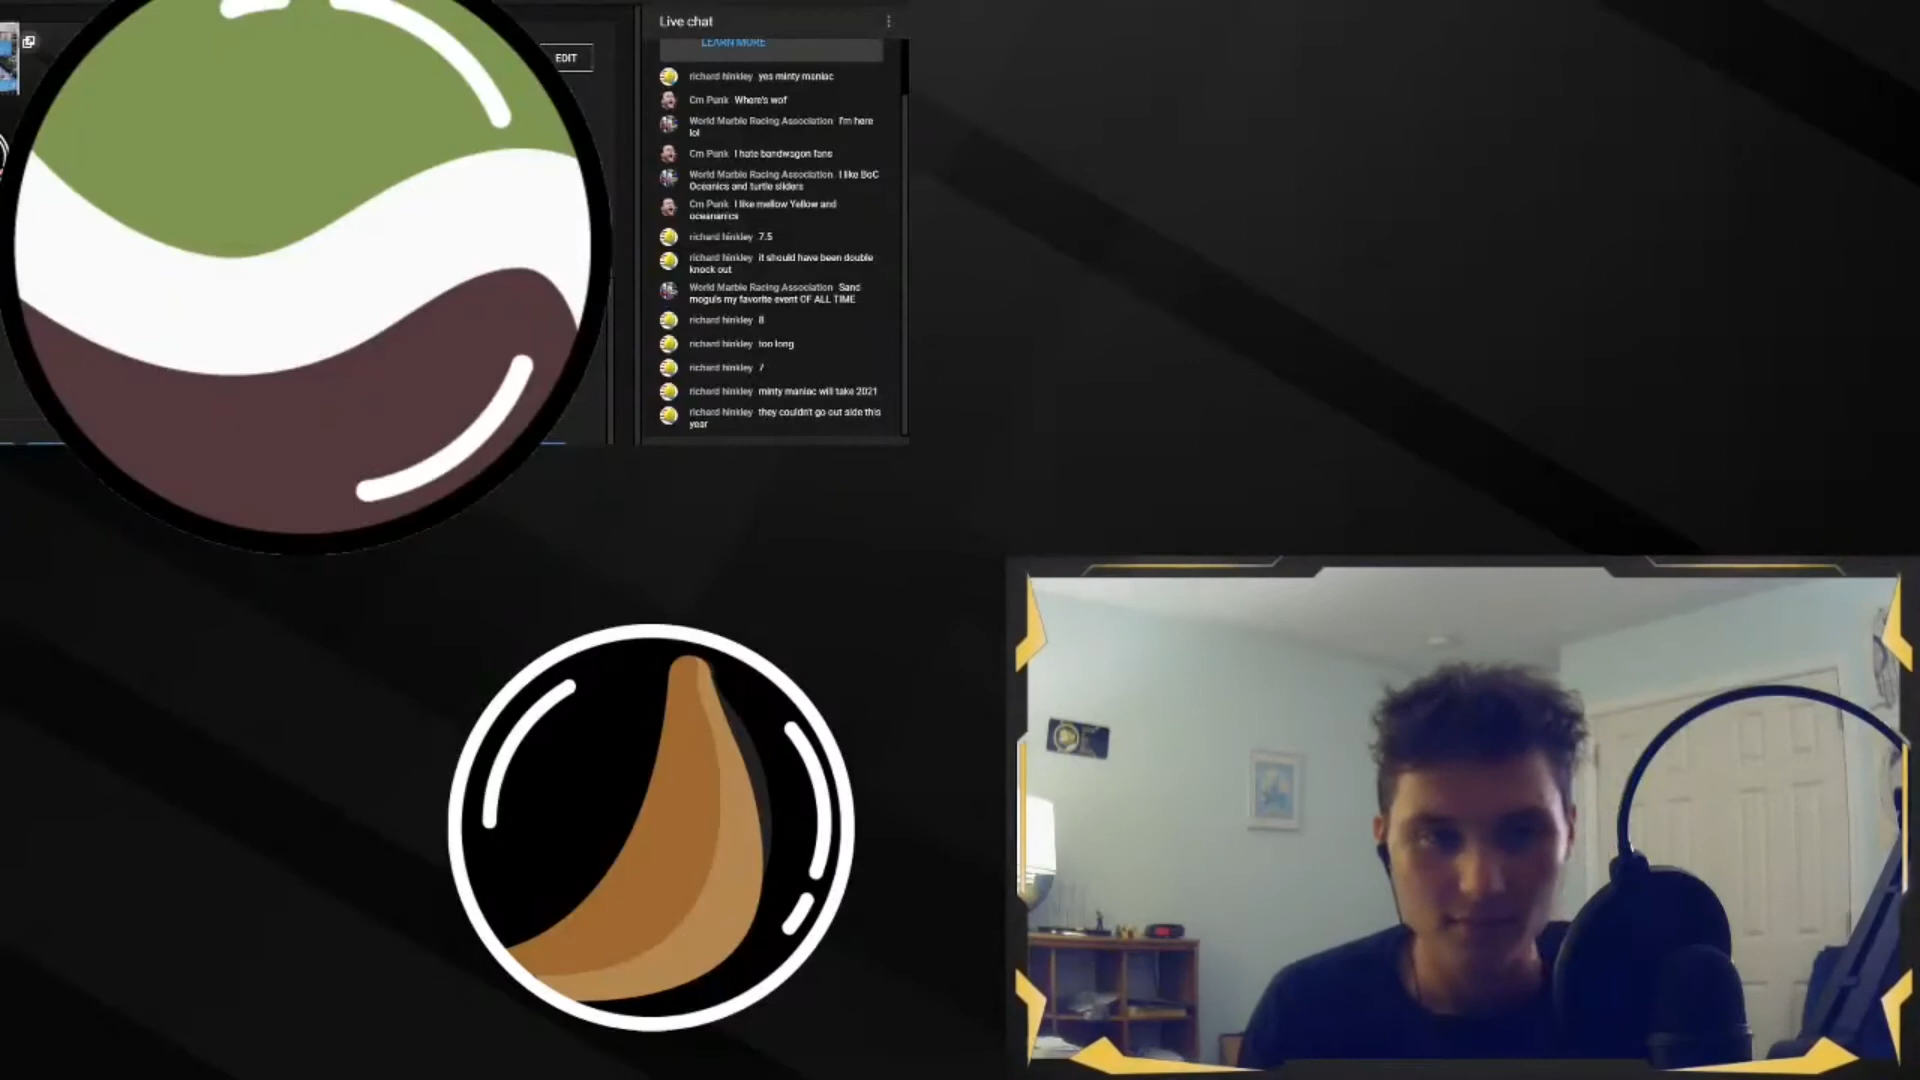 Live chat
LEARN MORE
EDIT
richard hinkley yes minty maniac
Cm Punk Where's wof
World Marble Racing Association I'm here
lol
Cm Punk I hate bandwagon fans
World Marble Racing Association I like BoC
Oceanics and turtle sliders
Cm Punk I like mellow Yellow and
oceananics
richard hinkley 7.5
richard hinkley it should have been double
knock out
World Marble Racing Association Sand
moguls my favorite event OF ALL TIME
richard hinkley 8
richard hinkley too long
richard hinkley 7
richard hinkley minty maniac will take 2021
richard hinkley they couldn't go out side this
year